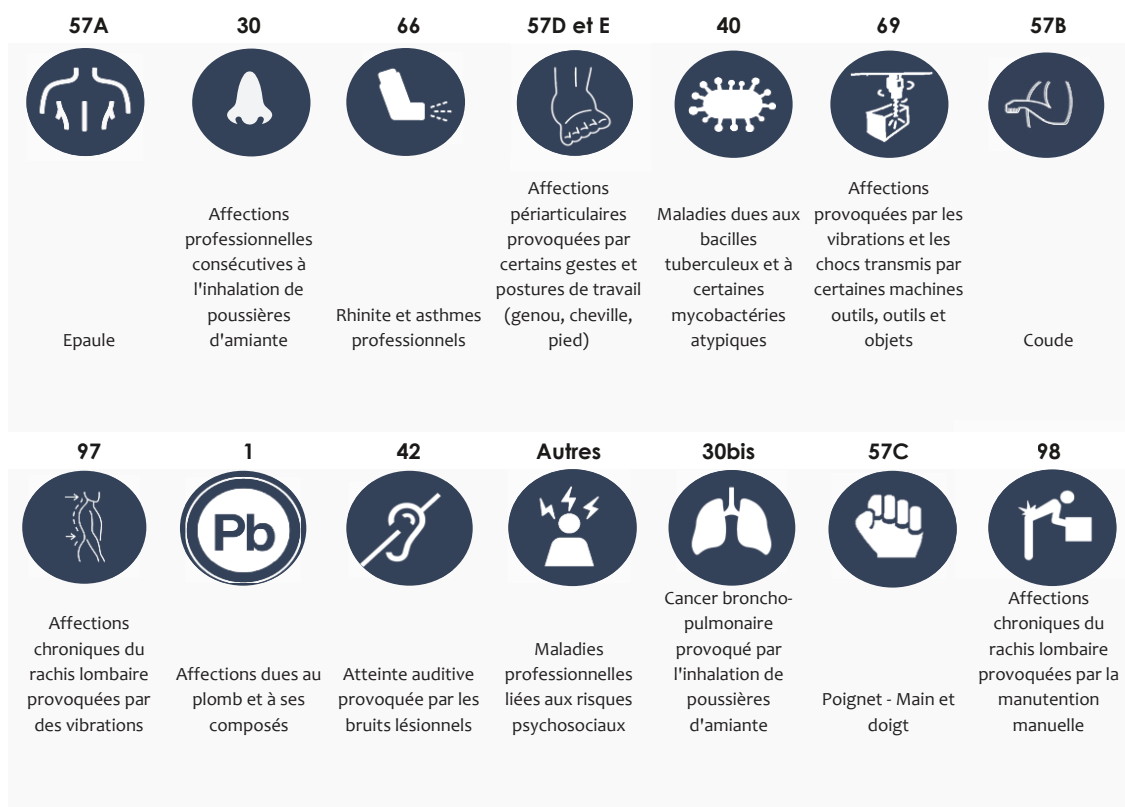 57A
30
66
57D et E
40
69
57B
Epaule
Affections
professionnelles
consécutives à
l'inhalation de
poussières
d'amiante
Rhinite et asthmes
professionnels
Affections
périarticulaires
provoquées par
certains gestes et
postures de travail
(genou, cheville,
pied)
Maladies dues aux
bacilles
tuberculeux et à
certaines
mycobactéries
atypiques
Affections
provoquées par les
vibrations et les
chocs transmis par
certaines machines
outils, outils et
objets
Coude
97
1
42
Autres
30bis
57C
98
Pb
Affections
chroniques du
rachis lombaire
provoquées par
des vibrations
Affections dues au
plomb et à ses
composés
Atteinte auditive
provoquée par les
bruits lésionnels
Maladies
professionnelles
liées aux risques
psychosociaux
Cancer broncho-
pulmonaire
provoqué par
l'inhalation de
poussières
d'amiante
Poignet - Main et
doigt
Affections
chroniques du
rachis lombaire
provoquées par la
manutention
manuelle